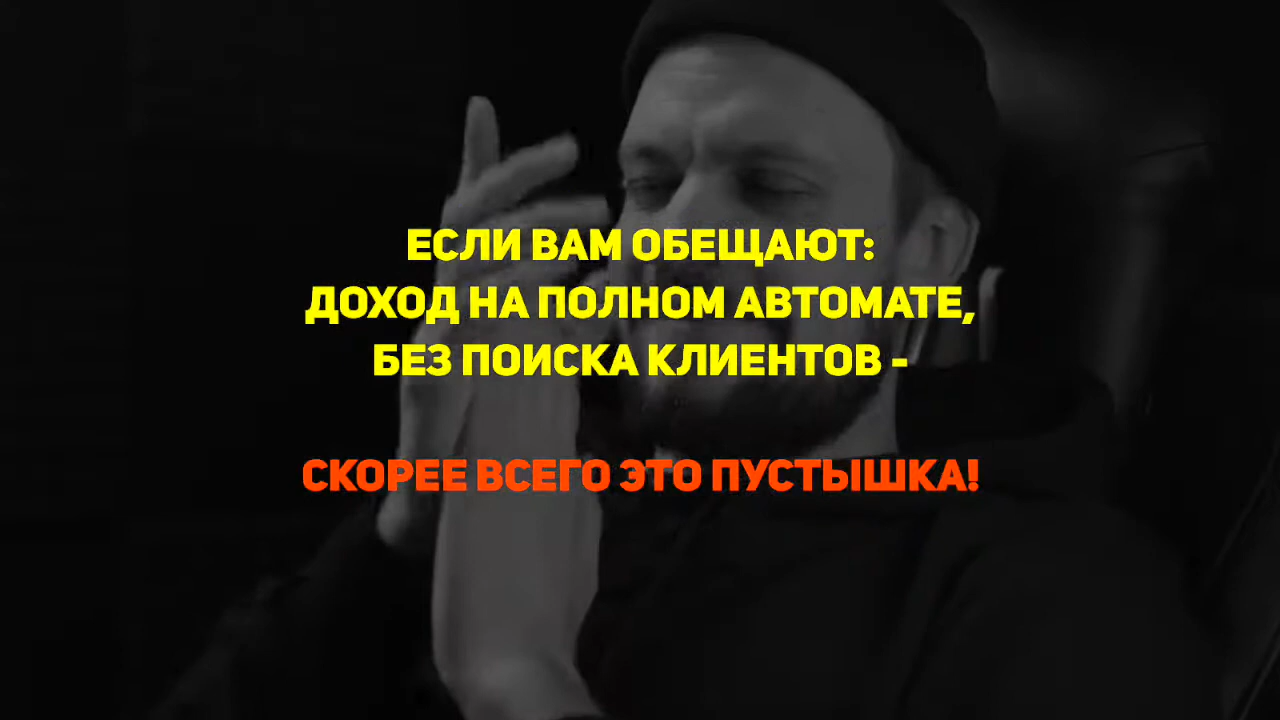 ЕСЛИ ВАМ ОБЕЩАЮТ:
ДОХОД НА ПОЛНОМ АВТОМАТЕ,
БЕЗ ПОИСКА КЛИЕНТОВ -
СКОРЕЕ ВСЕГО ЭТО ПУСТЫШКА!